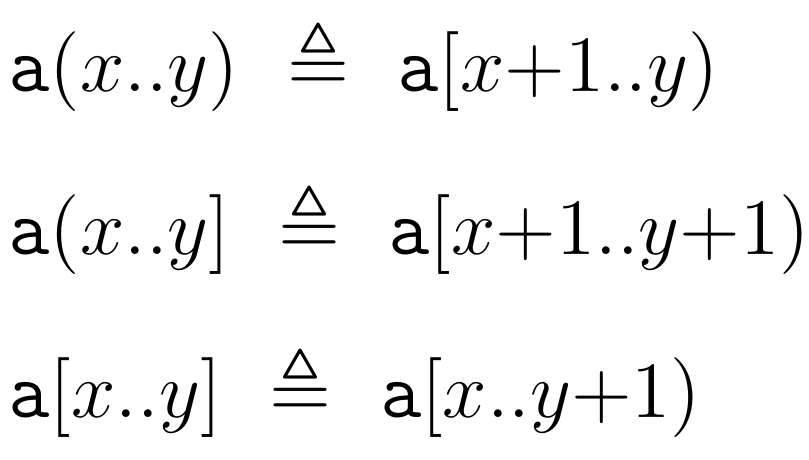 a(x..y) ≜ a[x+1..y)
a(x..y] ≜ a[x+1..y+1)
a[x..y] ≜ a[x..y+1)